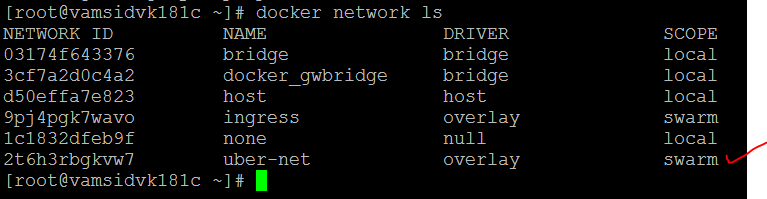 [root@vamsidvk181c ~]# docker network ls
NETWORK ID NAME DRIVER SCOPE
03174f643376 bridge bridge local
3cf7a2d0c4a2 docker_gwbridge bridge local
d50effa7e823 host host local
9pj4pgk7wavo ingress overlay swarm
1c1832dfeb9f none null local
2t6h3rbgkvw7 uber-net overlay swarm
[root@vamsidvk181c ~]#